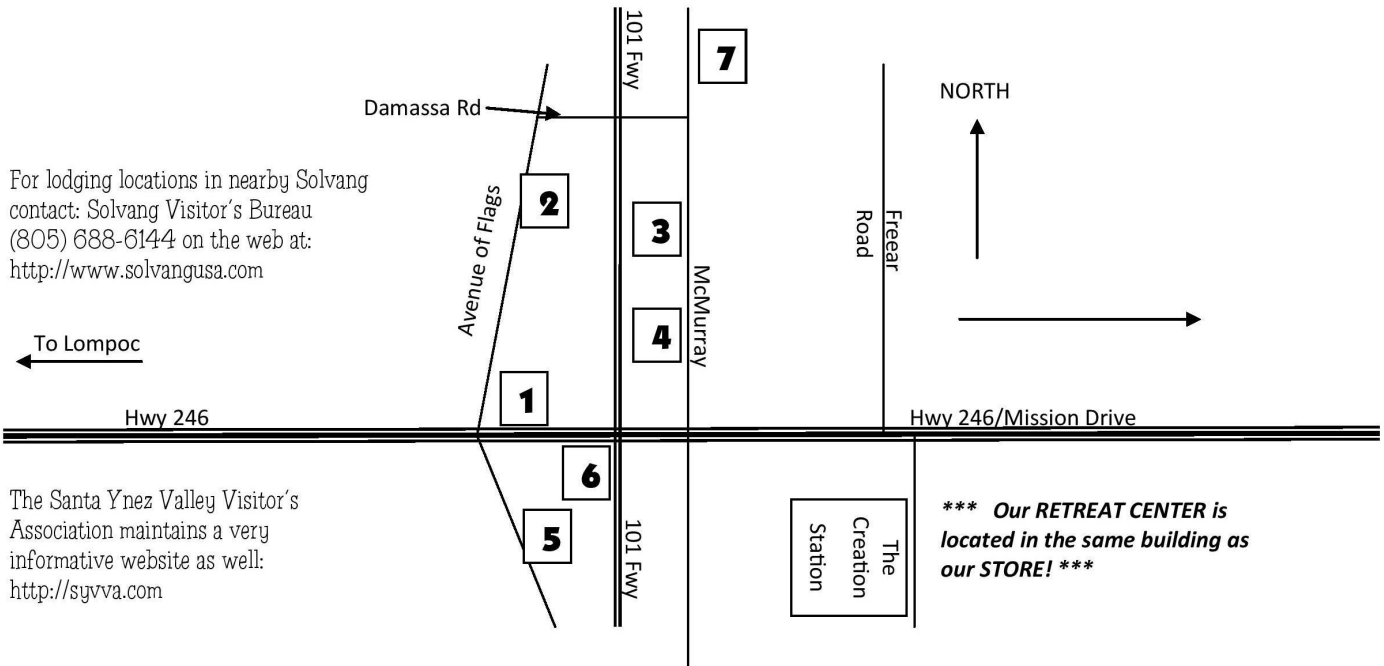 101 Fwy
7
Damassa Rd
NORTH
For lodging locations in nearby Solvang
contact: Solvang Visitor's Bureau
(805) 688-6144 on the web at:
http://www.solvangusa.com
Avenue of Flags
2
3
McMurray
4
Freear
Road
To Lompoc
1
Hwy 246
Hwy 246/Mission Drive
6
5
101 Fwy
The Santa Ynez Valley Visitor's
Association maintains a very
informative website as well:
http://syvva.com
The
Creation
Station
*** Our RETREAT CENTER is
located in the same building as
our STORE! ***